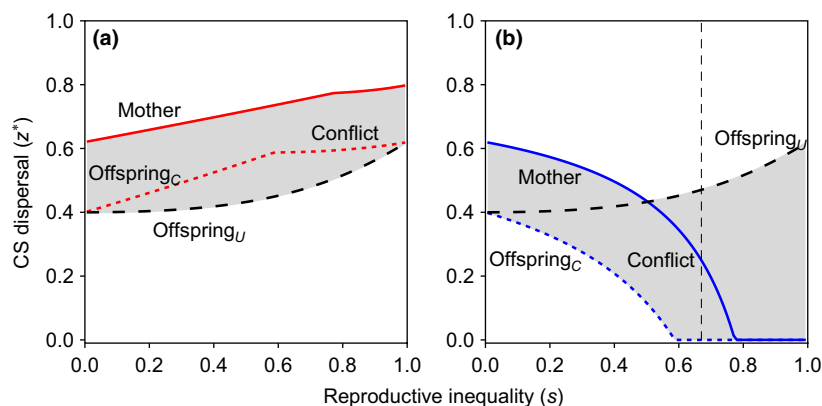 (a)
(b)
CS dispersal (z*)
1.0
0.8
0.6
0.4
0.2
0.0
Mother
Conflict
OffspringC
OffspringU
0.0 0.2 0.4 0.6 0.8 1.0
1.0
0.8
0.6
0.4
0.2
0.0
OffspringU
Mother
OffspringC
Conflict
0.0 0.2 0.4 0.6 0.8 1.0
Reproductive inequality (s)